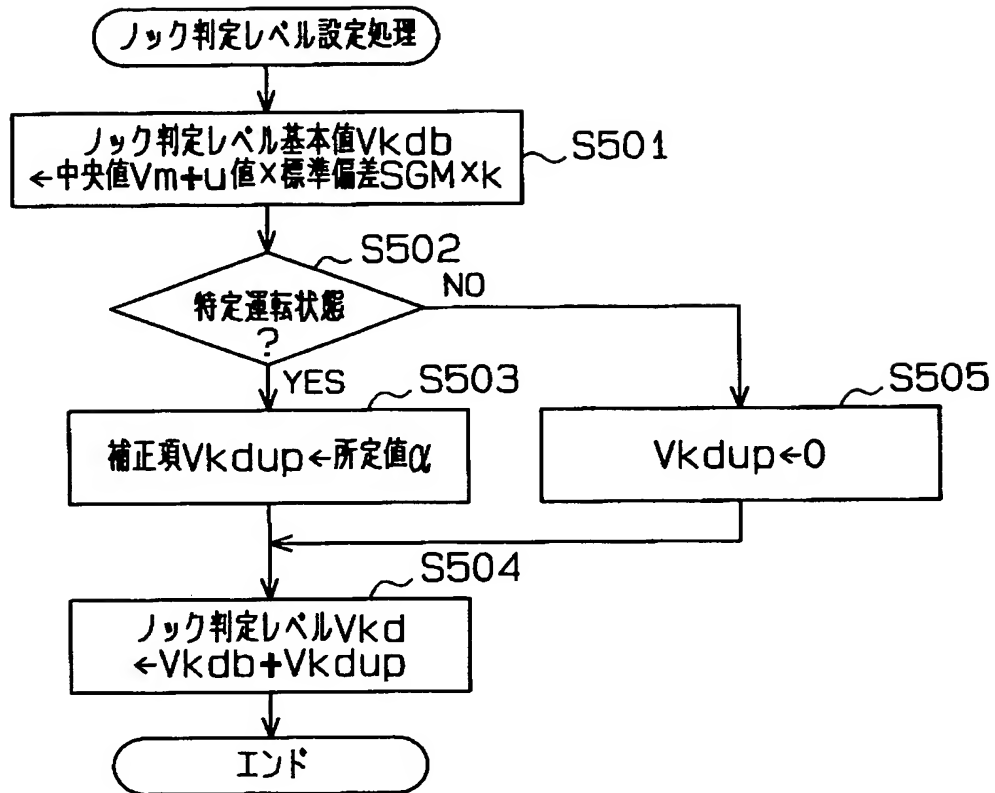 ノック判定レベル設定処理
ノック判定レベル基本値Vkdb
←中央値Vm+u値×標準偏差SGM×k
S501
S502
特定運転状態
?
NO
YES
S503
補正項Vkdup←所定値α
S505
Vkdup←0
S504
ノック判定レベルVkd
←Vkdb+Vkdup
エンド